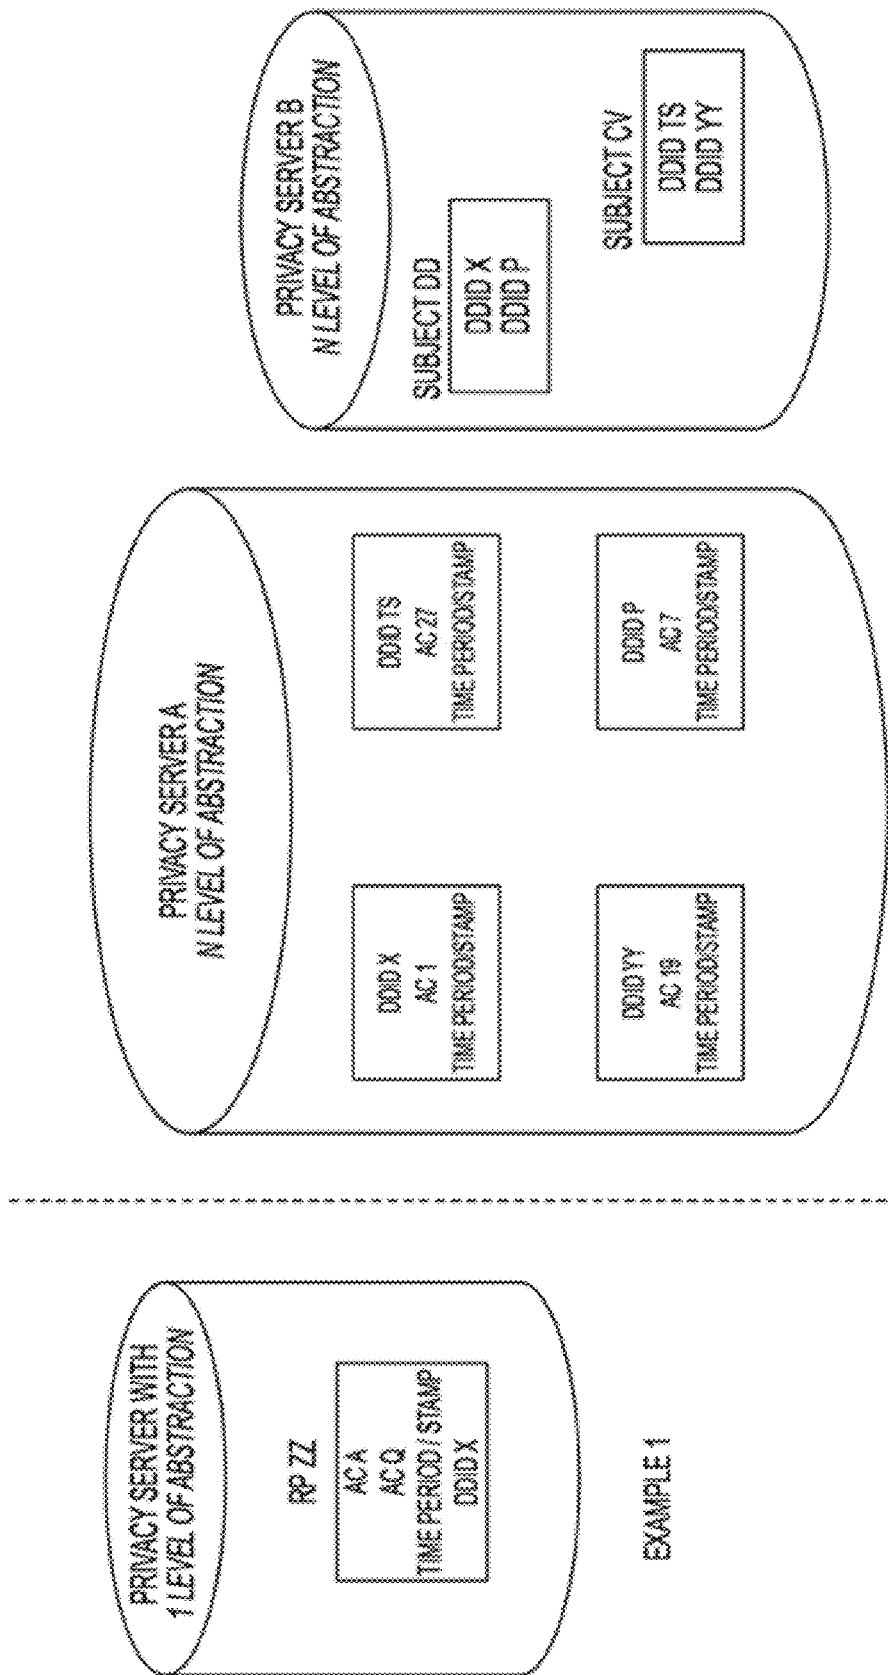 PRIVACY SERVER WITH
1 LEVEL OF ABSTRACTION
RP ZZ
AC A
AC Q
TIME PERIOD / STAMP
DDID X
EXAMPLE 1
PRIVACY SERVER A
N LEVEL OF ABSTRACTION
DDID X
AC 1
TIME PERIOD/STAMP
DDID TS
AC 27
TIME PERIOD/STAMP
DDID YY
AC 19
TIME PERIOD/STAMP
DDID P
AC 7
TIME PERIOD/STAMP
PRIVACY SERVER B
N LEVEL OF ABSTRACTION
SUBJECT DD
DDID X
DDID P
SUBJECT CV
DDID TS
DDID YY